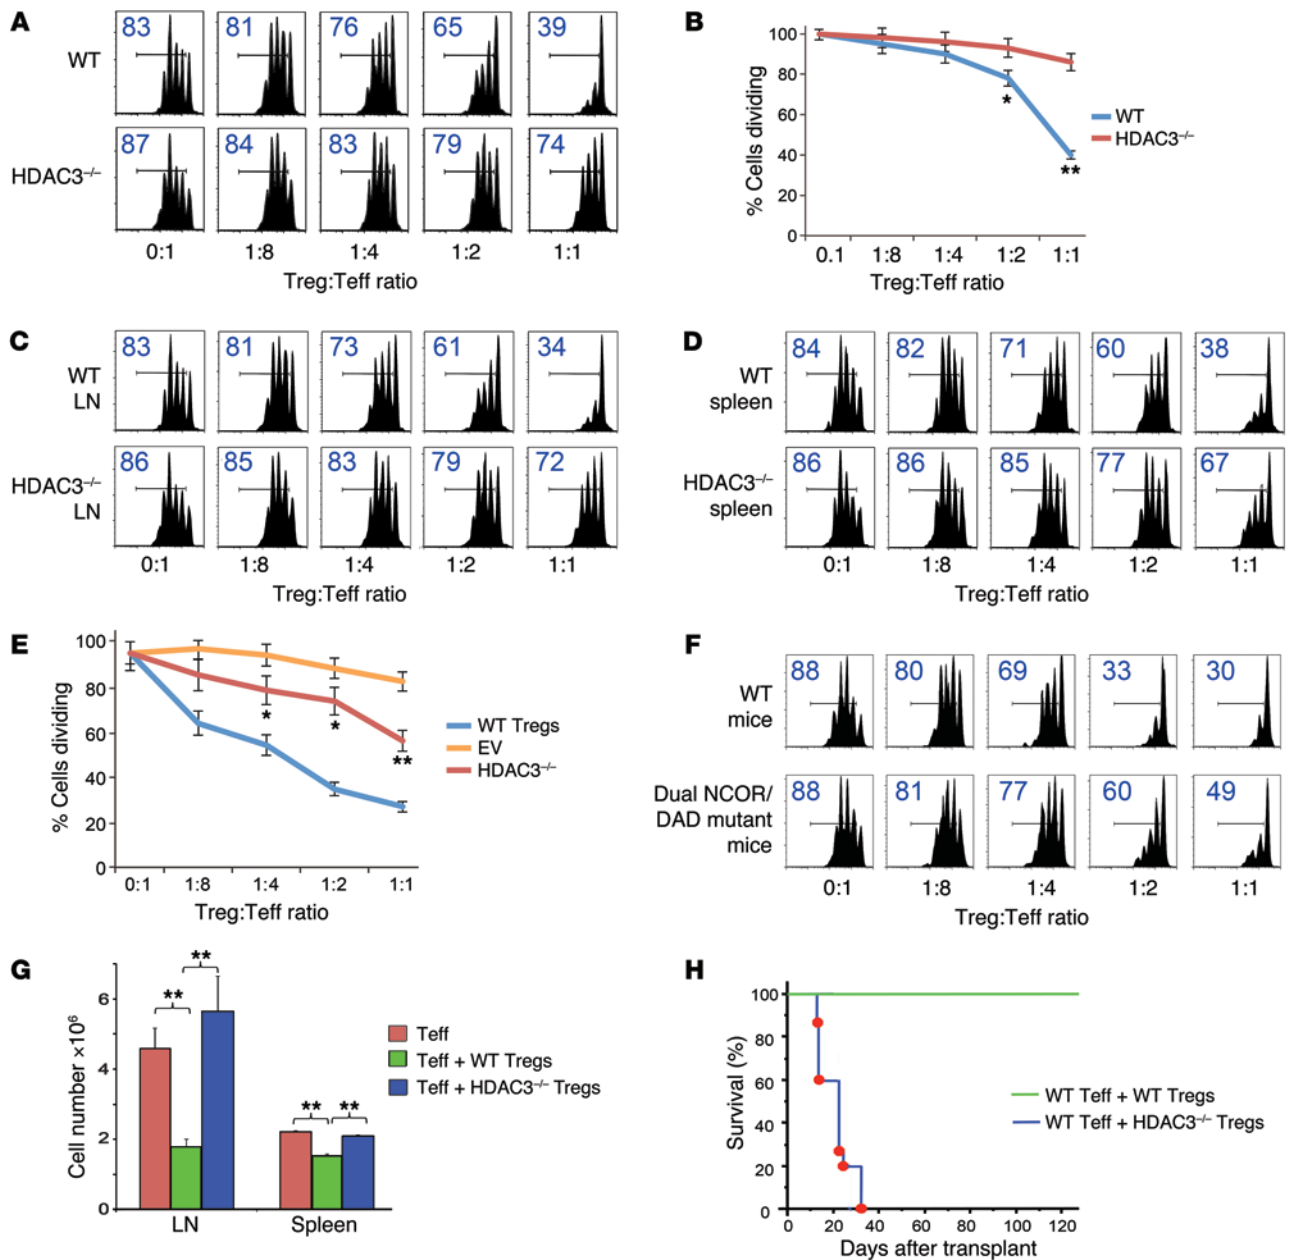 A
WT
83 81 76 65 39
HDAC3⁻/⁻
87 84 83 79 74
0:1 1:8 1:4 1:2 1:1
Treg:Teff ratio
B
% Cells dividing
100
80
60
40
20
0
*
**
WT
HDAC3⁻/⁻
0.1 1:8 1:4 1:2 1:1
Treg:Teff ratio
C
WT
LN
83 81 73 61 34
HDAC3⁻/⁻
LN
86 85 83 79 72
0:1 1:8 1:4 1:2 1:1
Treg:Teff ratio
D
WT
spleen
84 82 71 60 38
HDAC3⁻/⁻
spleen
86 86 85 77 67
0:1 1:8 1:4 1:2 1:1
Treg:Teff ratio
E
% Cells dividing
100
80
60
40
20
0
* * **
WT Tregs
EV
HDAC3⁻/⁻
0:1 1:8 1:4 1:2 1:1
Treg:Teff ratio
F
WT
mice
88 80 69 33 30
Dual NCOR/
DAD mutant
mice
88 81 77 60 49
0:1 1:8 1:4 1:2 1:1
Treg:Teff ratio
G
Cell number ×10⁶
6
4
2
0
** **
** **
Teff
Teff + WT Tregs
Teff + HDAC3⁻/⁻ Tregs
LN Spleen
H
Survival (%)
100
80
60
40
20
0
WT Teff + WT Tregs
WT Teff + HDAC3⁻/⁻ Tregs
0 20 40 60 80 100 120
Days after transplant